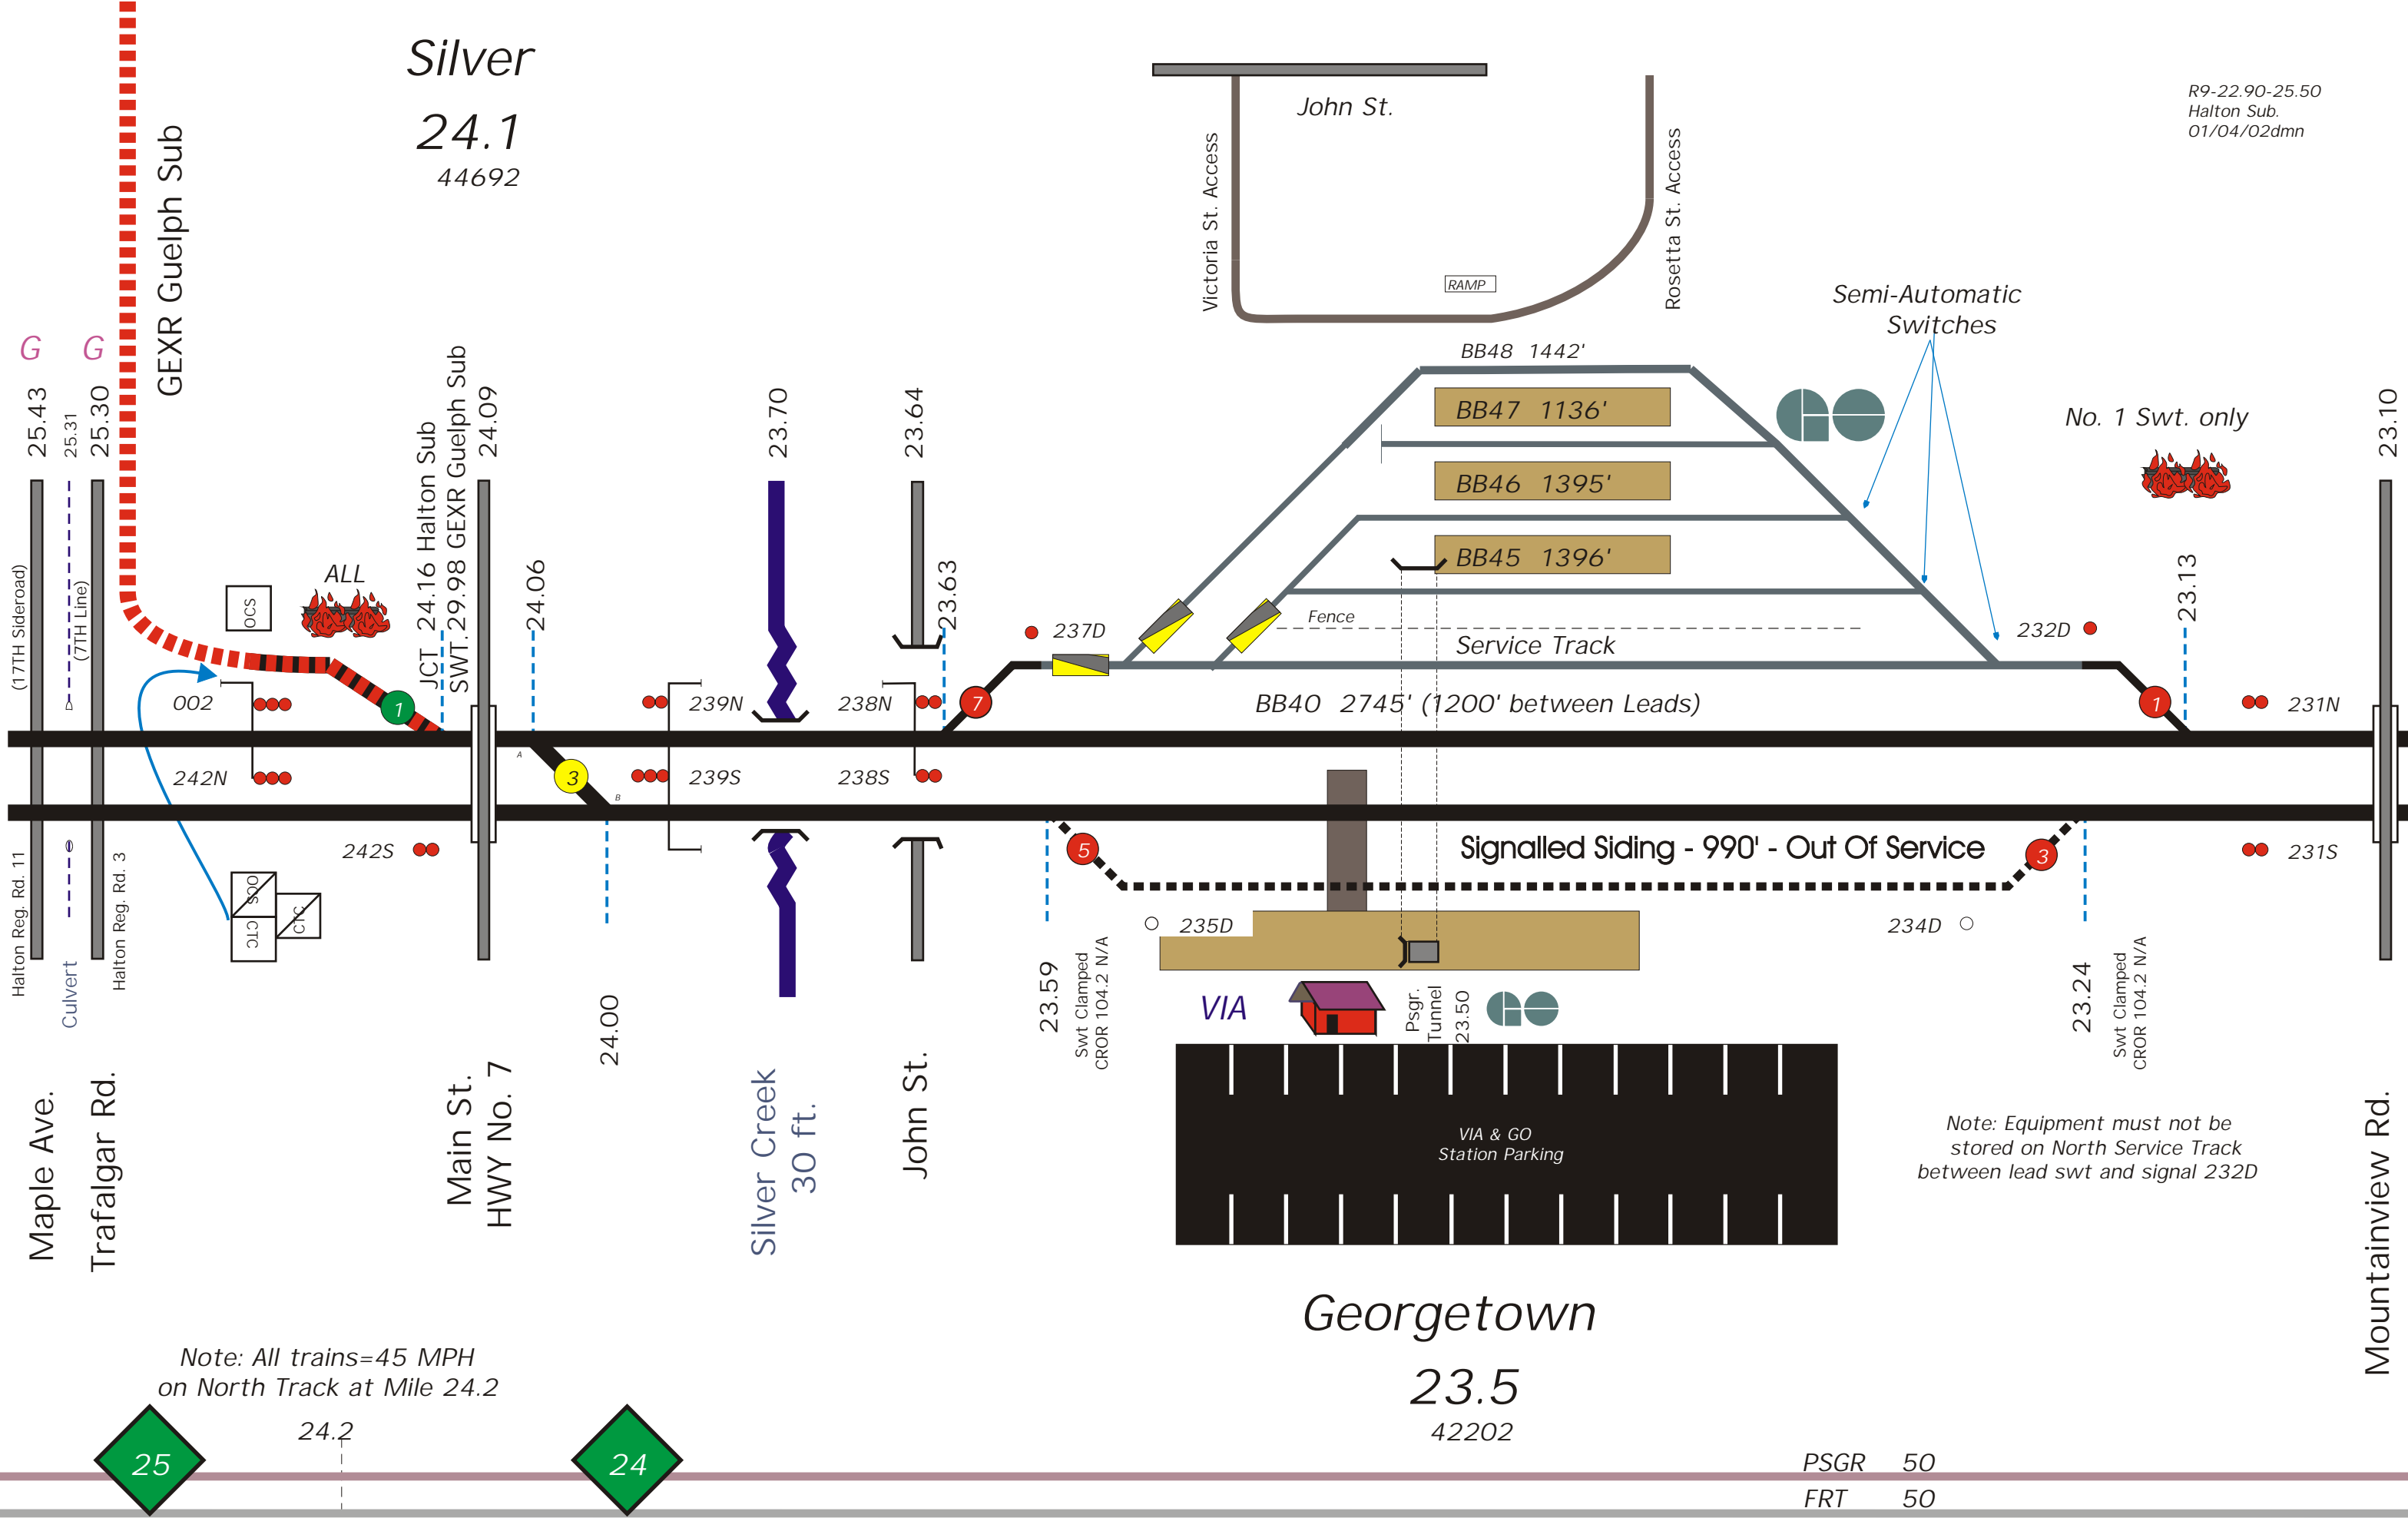 Silver
24.1
44692
John St.
R9-22.90-25.50
Halton Sub.
01/04/02dmn
GEXR Guelph Sub
Victoria St. Access
Rosetta St. Access
RAMP
Semi-Automatic
Switches
BB48 1442'
BB47 1136'
BB46 1395'
BB45 1396'
No. 1 Swt. only
G
G
25.43
25.31
25.30
JCT 24.16 Halton Sub
SWT. 29.98 GEXR Guelph Sub
24.09
24.06
23.70
23.64
23.63
23.13
23.10
(17TH Sideroad)
(7TH Line)
OCS
ALL
Fence
237D
Service Track
232D
002
1
239N
238N
7
BB40 2745' (1200' between Leads)
1
231N
A
242N
3
B
239S
238S
242S
5
Signalled Siding - 990' - Out Of Service
3
231S
Halton Reg. Rd. 11
Culvert
Halton Reg. Rd. 3
OCS
CTC
CTC
235D
234D
24.00
23.59
Swt Clamped
CROR 104.2 N/A
VIA
Psgr.
Tunnel
23.50
23.24
Swt Clamped
CROR 104.2 N/A
Maple Ave.
Trafalgar Rd.
Main St.
HWY No. 7
Silver Creek
30 ft.
John St.
VIA & GO
Station Parking
Note: Equipment must not be
stored on North Service Track
between lead swt and signal 232D
Mountainview Rd.
Georgetown
23.5
42202
Note: All trains=45 MPH
on North Track at Mile 24.2
24.2
25
24
PSGR 50
FRT 50